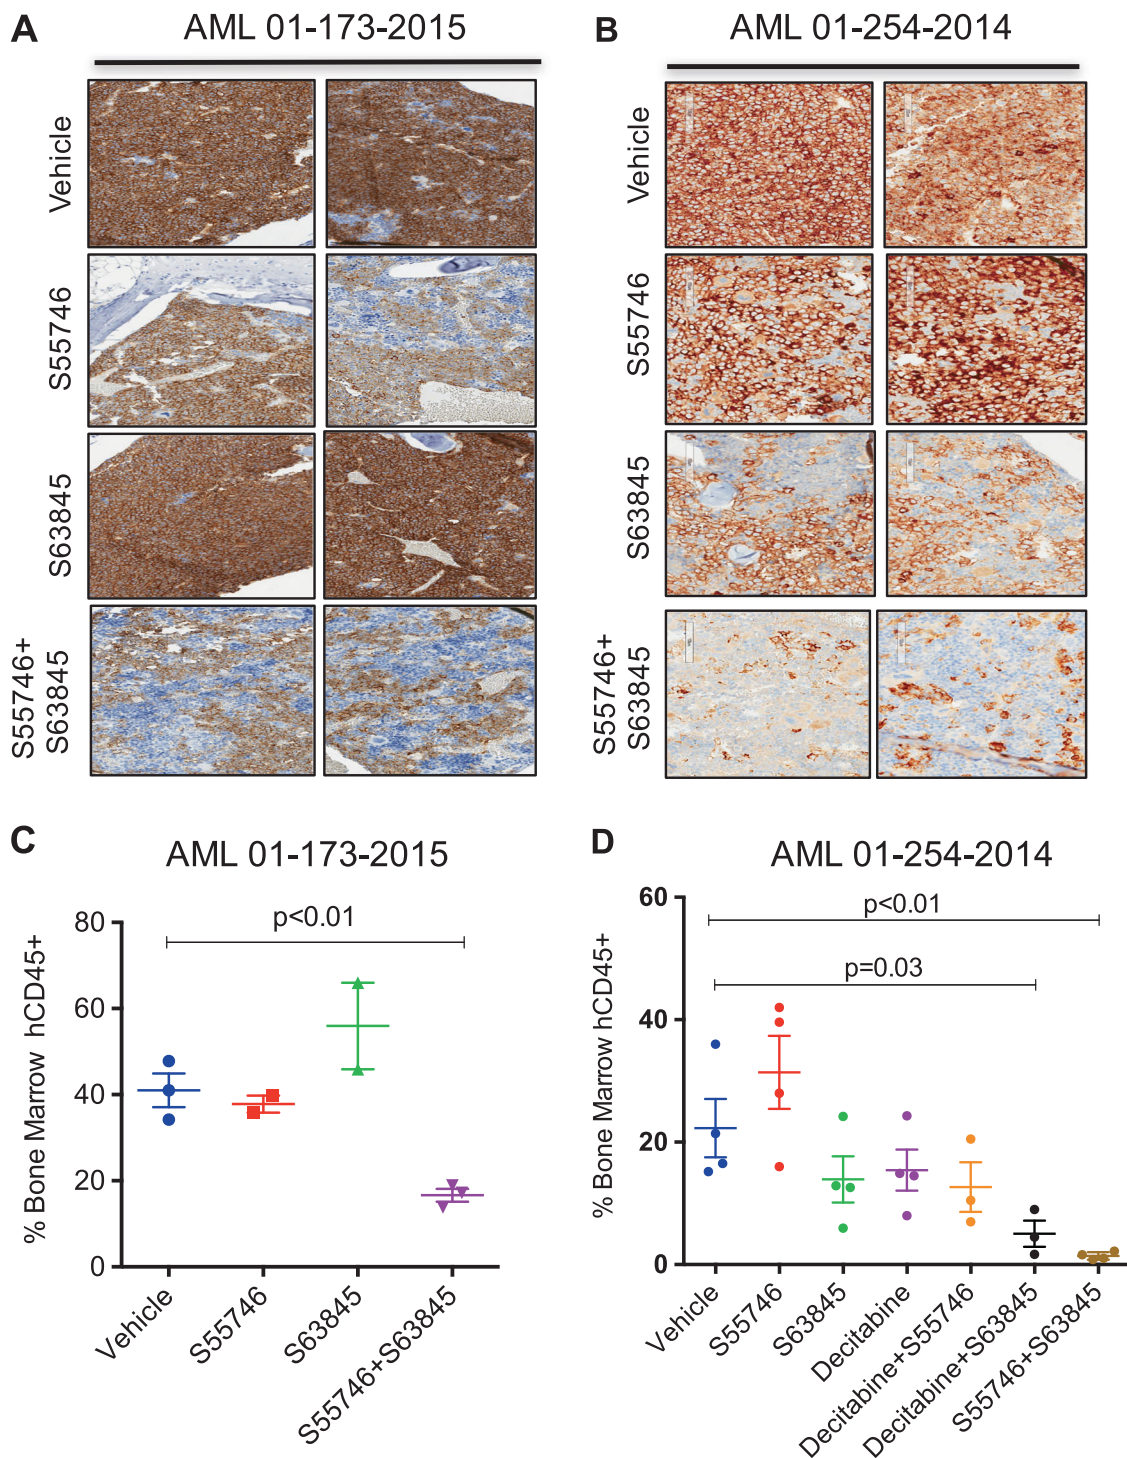 A
AML 01-173-2015
Vehicle
S55746
S63845
S55746+
S63845
B
AML 01-254-2014
Vehicle
S55746
S63845
S55746+
S63845
C
AML 01-173-2015
% Bone Marrow hCD45+
80
60
40
20
0
p<0.01
Vehicle
S55746
S63845
S55746+S63845
D
AML 01-254-2014
% Bone Marrow hCD45+
60
40
20
0
p<0.01
p=0.03
Vehicle
S55746
S63845
Decitabine
Decitabine+S55746
Decitabine+S63845
S55746+S63845